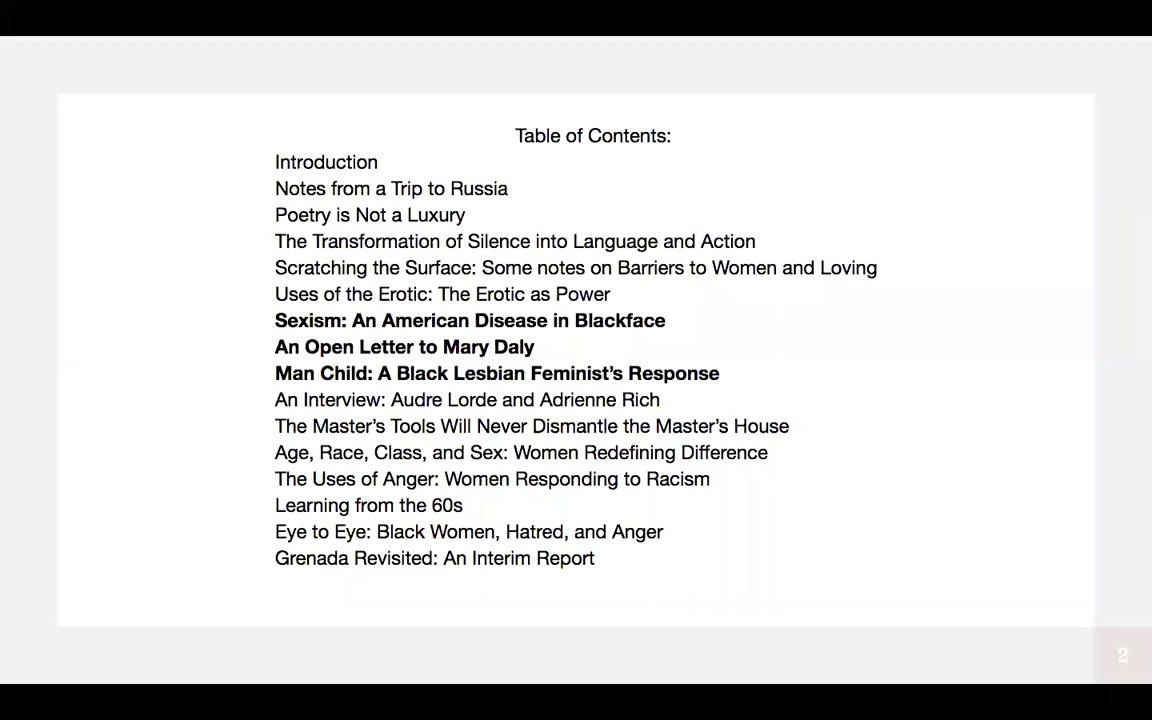 Table of Contents:
Introduction
Notes from a Trip to Russia
Poetry is Not a Luxury
The Transformation of Silence into Language and Action
Scratching the Surface: Some notes on Barriers to Women and Loving
Uses of the Erotic: The Erotic as Power
Sexism: An American Disease in Blackface
An Open Letter to Mary Daly
Man Child: A Black Lesbian Feminist’s Response
An Interview: Audre Lorde and Adrienne Rich
The Master’s Tools Will Never Dismantle the Master’s House
Age, Race, Class, and Sex: Women Redefining Difference
The Uses of Anger: Women Responding to Racism
Learning from the 60s
Eye to Eye: Black Women, Hatred, and Anger
Grenada Revisited: An Interim Report
2